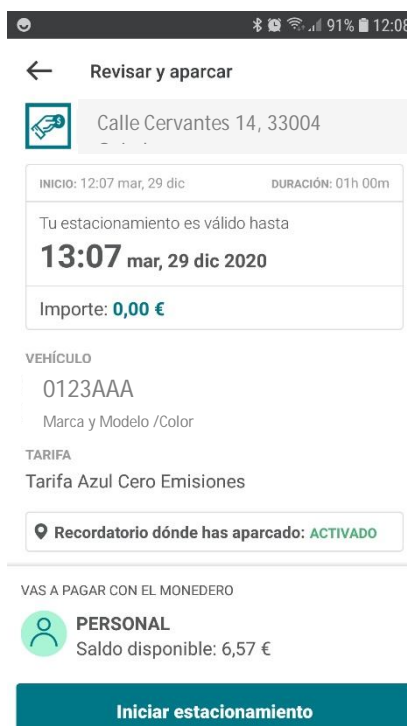 91% 12:08
Revisar y aparcar
Calle Cervantes 14, 33004
INICIO: 12:07 mar, 29 dic DURACIÓN: 01h 00m
Tu estacionamiento es válido hasta
13:07 mar, 29 dic 2020
Importe: 0,00 €
VEHÍCULO
0123AAA
Marca y Modelo /Color
TARIFA
Tarifa Azul Cero Emisiones
Recordatorio dónde has aparcado: ACTIVADO
VAS A PAGAR CON EL MONEDERO
PERSONAL
Saldo disponible: 6,57 €
Iniciar estacionamiento